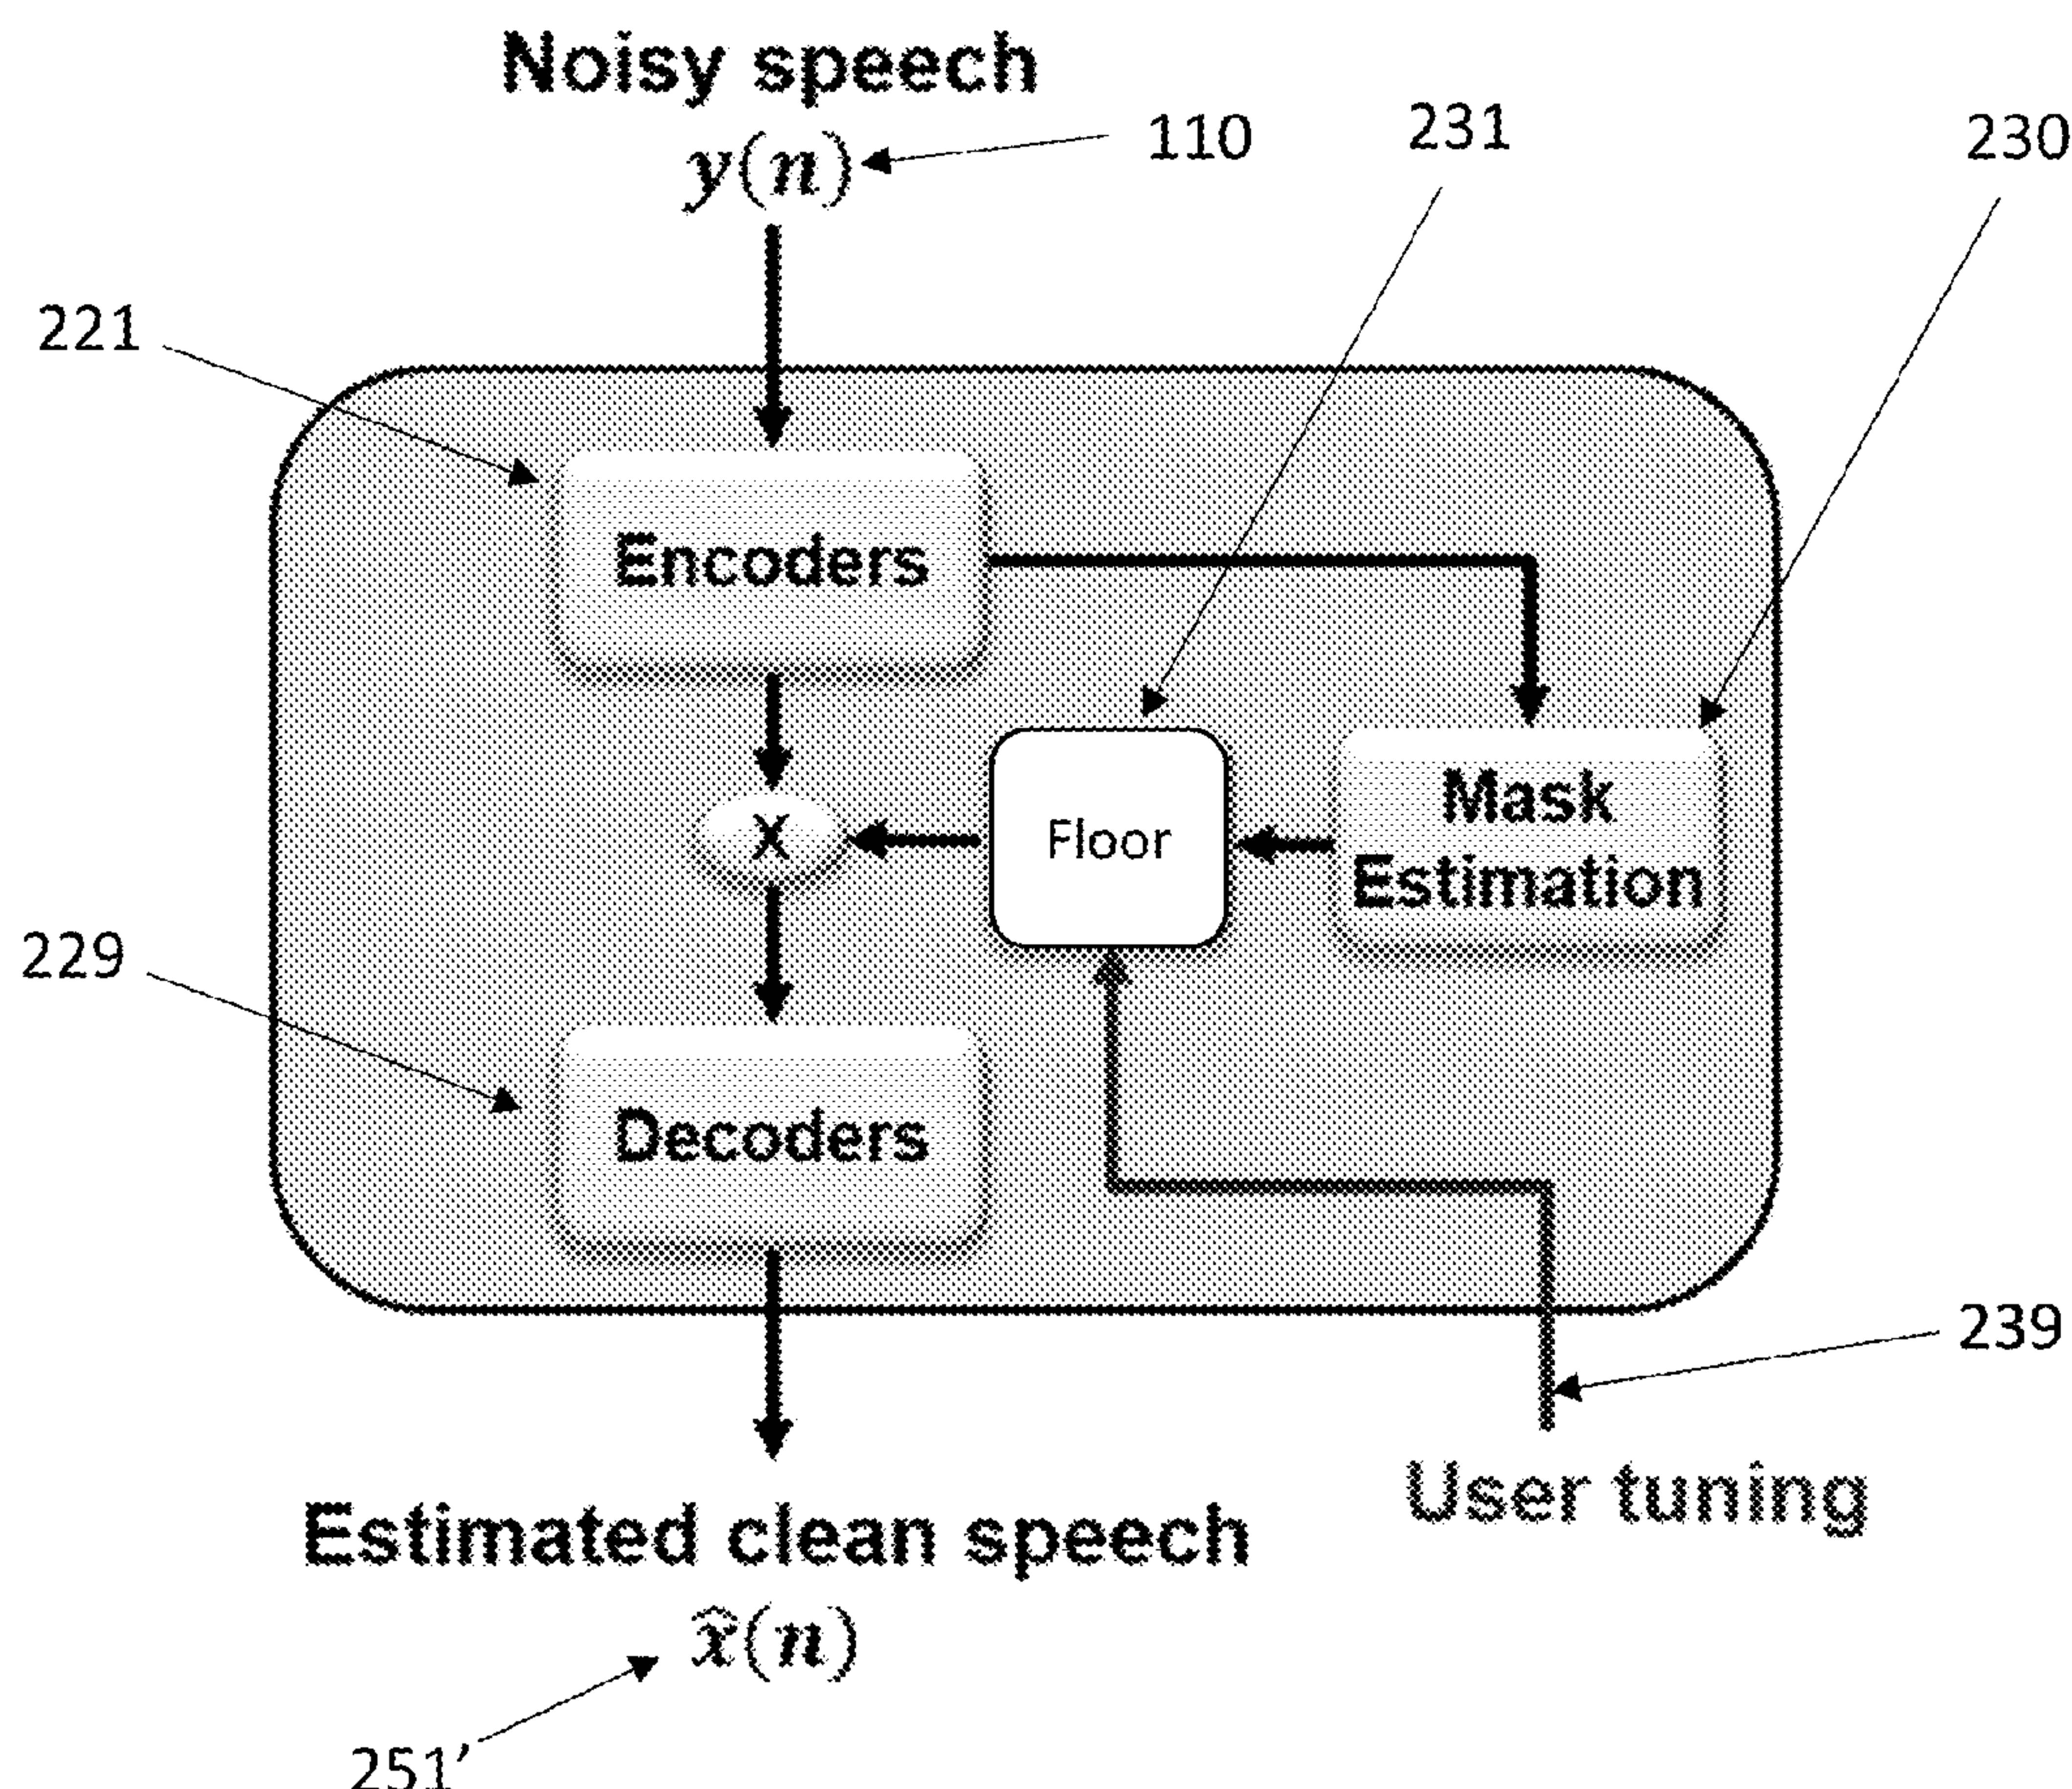 Noisy speech
y(n)
110
231
230
221
Encoders
X
Floor
Mask
Estimation
229
Decoders
239
User tuning
Estimated clean speech
x̂(n)
251’